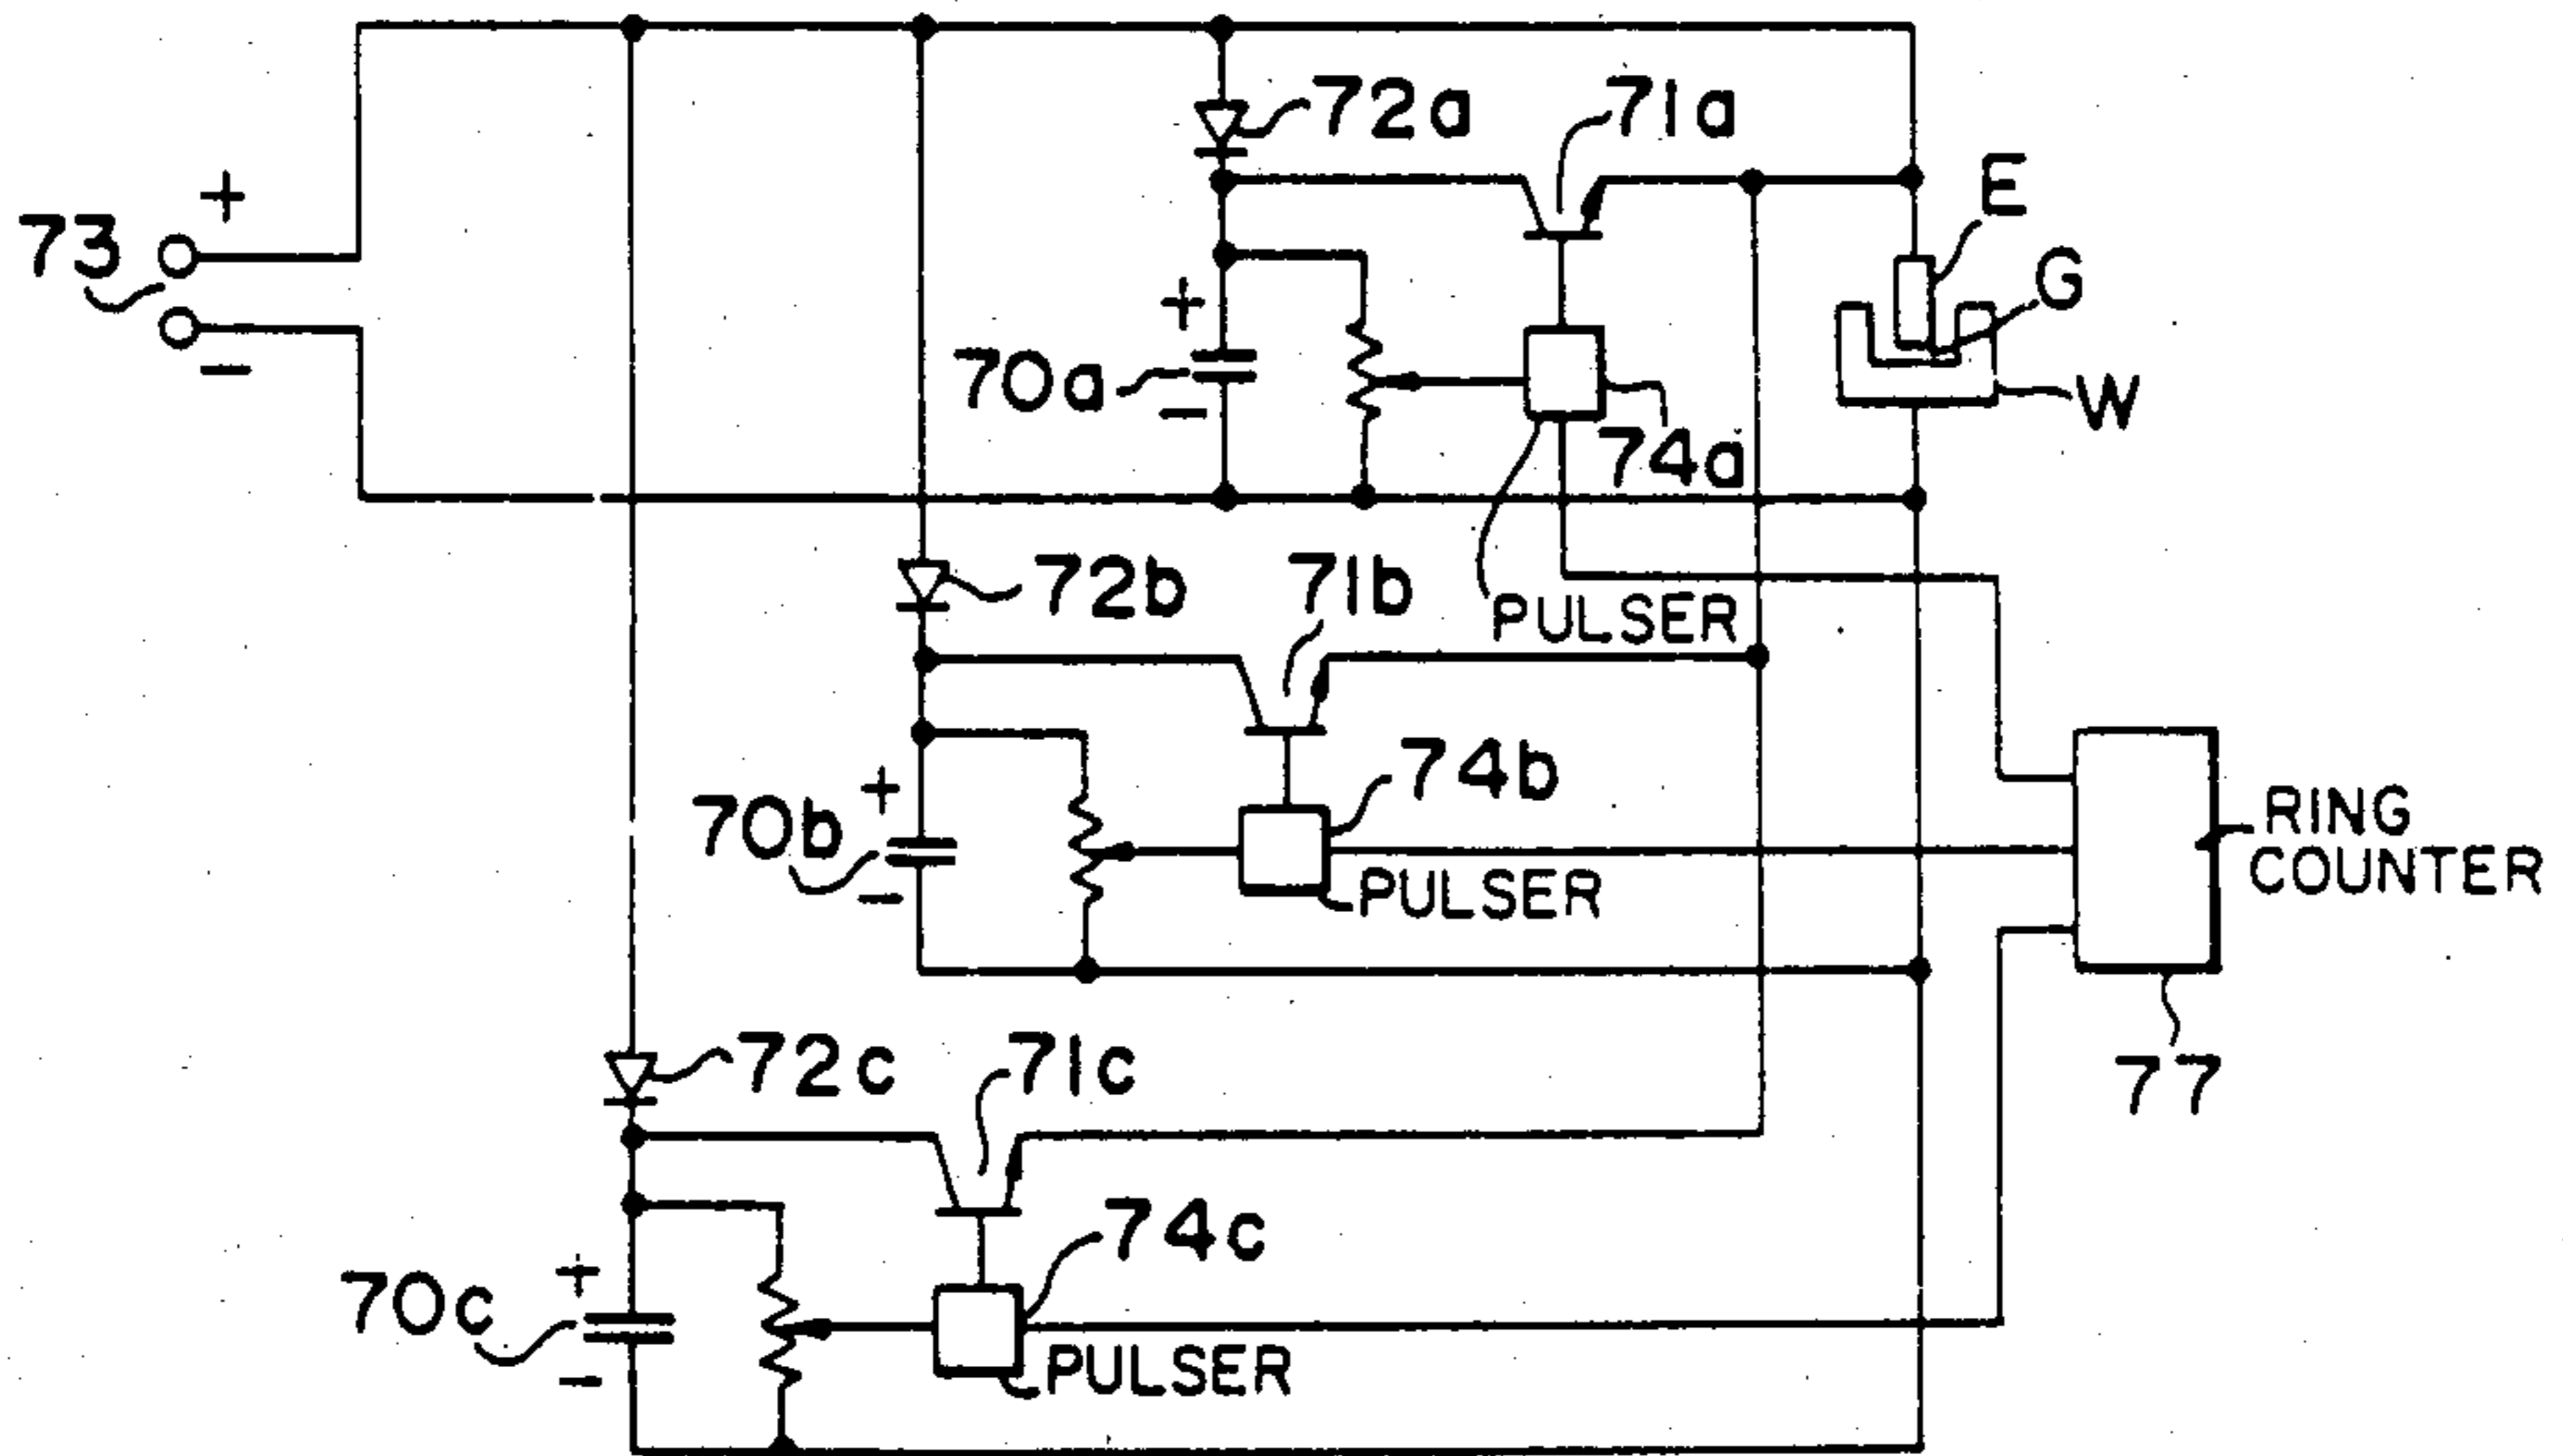 72a
71a
E
+
73
G
+
70a
W
74a
−
−
72b
71b
PULSER
74b
+
70b
RING
COUNTER
PULSER
−
72c
71c
77
74c
+
70c
PULSER
−